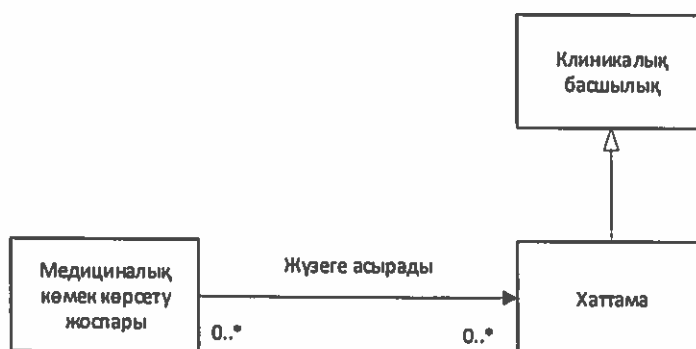 Клиникалық
басшылық
Медициналық
көмек көрсету
жоспары
Жүзеге асырады
Хаттама
0..*
0..*